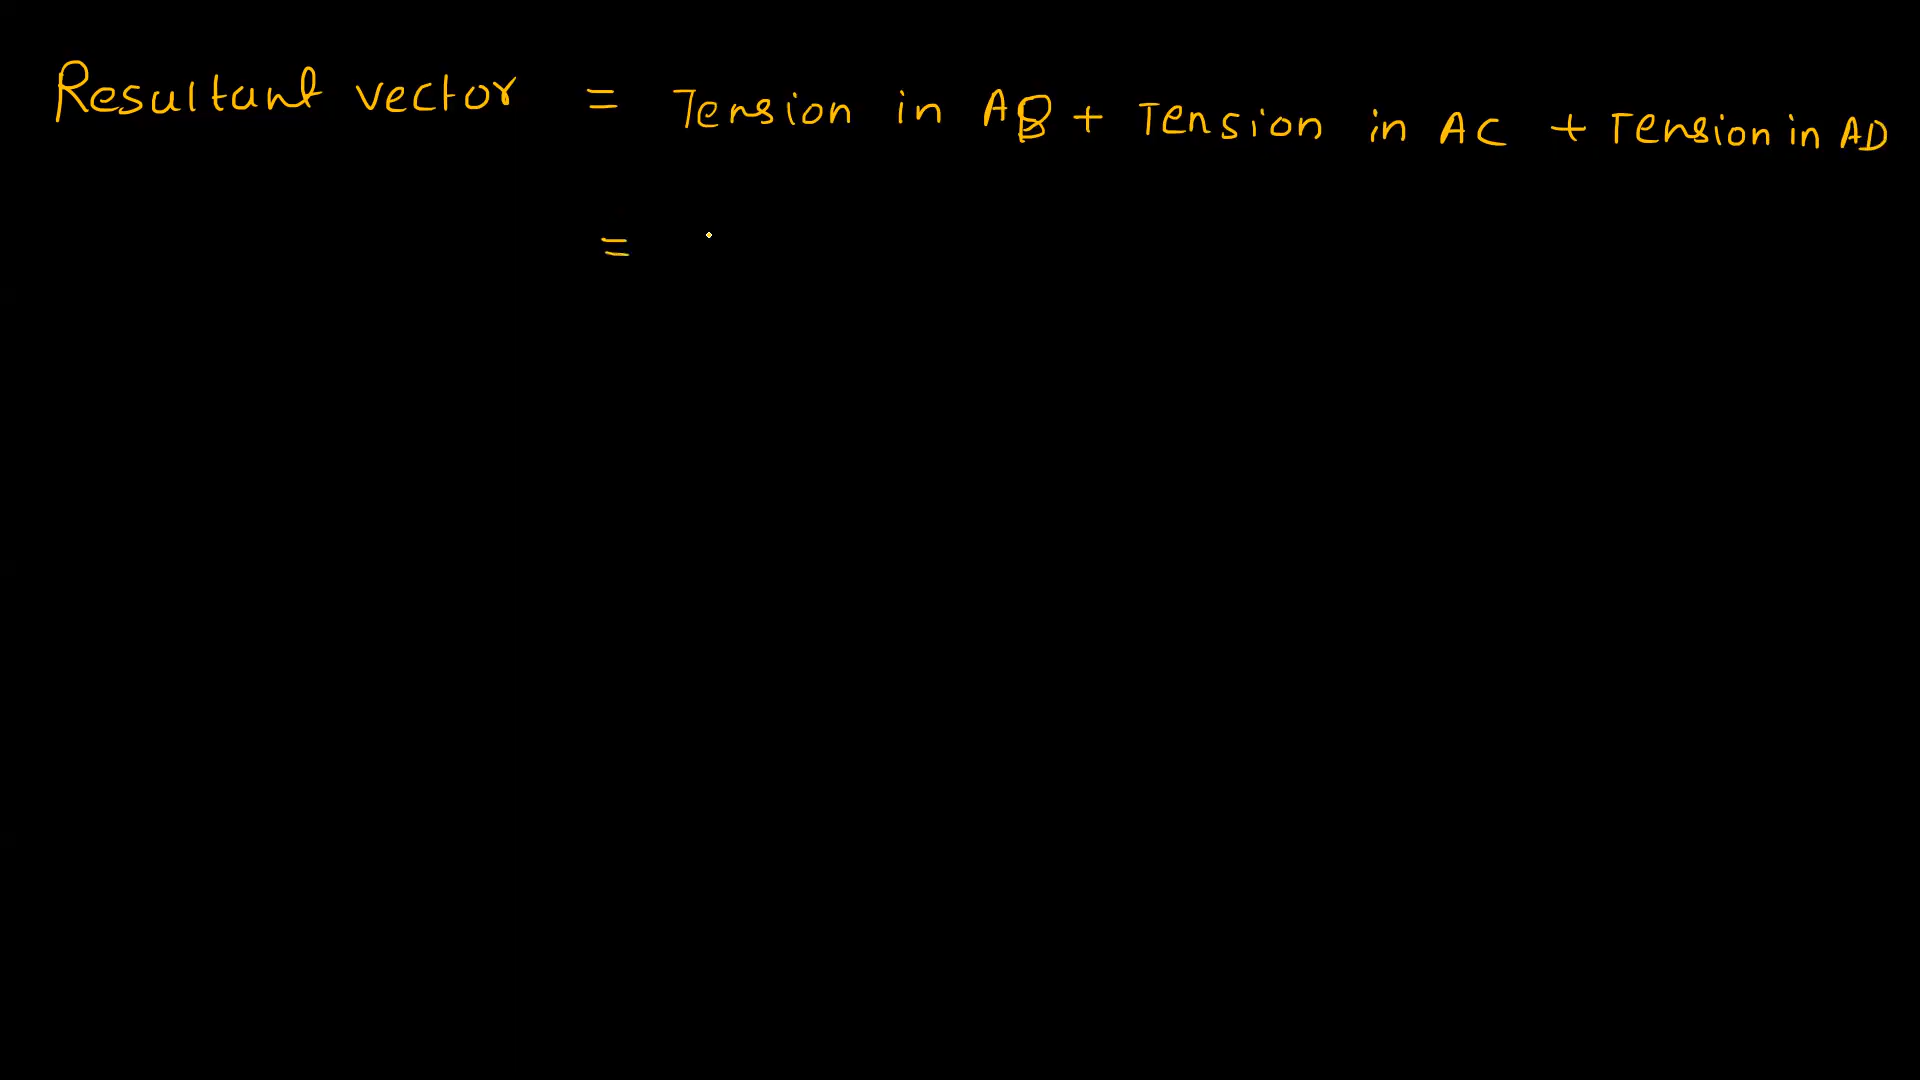 Resultant vector = Tension in AB + Tension in AC + Tension in AD
=